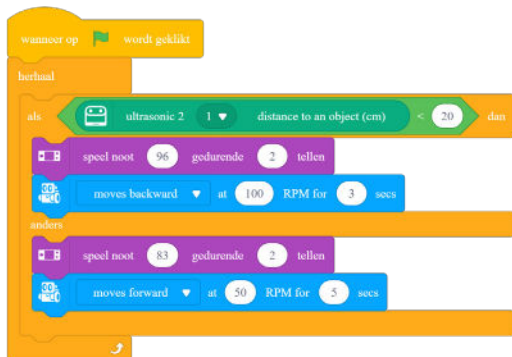 wanneer op wordt geklikt
herhaal
als ultrasonic 2 1 distance to an object (cm) < 20 dan
speel noot 96 gedurende 2 tellen
moves backward at 100 RPM for 3 secs
anders
speel noot 83 gedurende 2 tellen
moves forward at 50 RPM for 5 secs